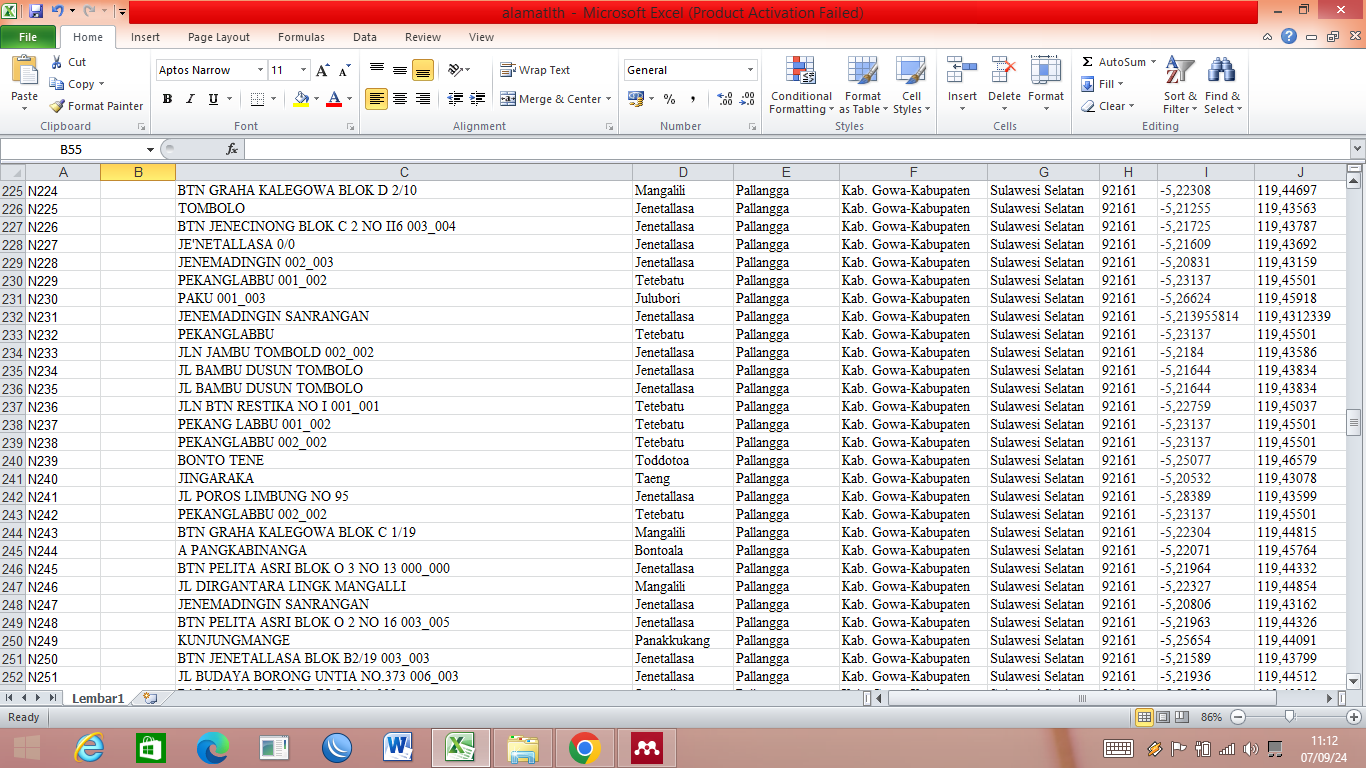 alamatlth - Microsoft Excel (Product Activation Failed)
File Home Insert Page Layout Formulas Data Review View
Paste Cut Copy Format Painter Clipboard
Aptos Narrow 11 B I U Font
Wrap Text Merge & Center Alignment
General % , Number
Conditional Formatting Format as Table Cell Styles Styles
Insert Delete Format Cells
AutoSum Fill Clear Sort & Filter Find & Select Editing
B55 fx
A B C D E F G H I J
225 N224 BTN GRAHA KALEGOWA BLOK D 2/10 Mangalili Pallangga Kab. Gowa-Kabupaten Sulawesi Selatan 92161 -5,22308 119,44697
226 N225 TOMBOLO Jenetallasa Pallangga Kab. Gowa-Kabupaten Sulawesi Selatan 92161 -5,21255 119,43563
227 N226 BTN JENECINONG BLOK C 2 NO II6 003_004 Jenetallasa Pallangga Kab. Gowa-Kabupaten Sulawesi Selatan 92161 -5,21725 119,43787
228 N227 JE'NETALLASA 0/0 Jenetallasa Pallangga Kab. Gowa-Kabupaten Sulawesi Selatan 92161 -5,21609 119,43692
229 N228 JENEMADINGIN 002_003 Jenetallasa Pallangga Kab. Gowa-Kabupaten Sulawesi Selatan 92161 -5,20831 119,43159
230 N229 PEKANGLABBU 001_002 Tetebatu Pallangga Kab. Gowa-Kabupaten Sulawesi Selatan 92161 -5,23137 119,45501
231 N230 PAKU 001_003 Julubori Pallangga Kab. Gowa-Kabupaten Sulawesi Selatan 92161 -5,26624 119,45918
232 N231 JENEMADINGIN SANRANGAN Jenetallasa Pallangga Kab. Gowa-Kabupaten Sulawesi Selatan 92161 -5,213955814 119,4312339
233 N232 PEKANGLABBU Tetebatu Pallangga Kab. Gowa-Kabupaten Sulawesi Selatan 92161 -5,23137 119,45501
234 N233 JLN JAMBU TOMBOLD 002_002 Jenetallasa Pallangga Kab. Gowa-Kabupaten Sulawesi Selatan 92161 -5,2184 119,43586
235 N234 JL BAMBU DUSUN TOMBOLO Jenetallasa Pallangga Kab. Gowa-Kabupaten Sulawesi Selatan 92161 -5,21644 119,43834
236 N235 JL BAMBU DUSUN TOMBOLO Jenetallasa Pallangga Kab. Gowa-Kabupaten Sulawesi Selatan 92161 -5,21644 119,43834
237 N236 JLN BTN RESTIKA NO I 001_001 Tetebatu Pallangga Kab. Gowa-Kabupaten Sulawesi Selatan 92161 -5,22759 119,45037
238 N237 PEKANG LABBU 001_002 Tetebatu Pallangga Kab. Gowa-Kabupaten Sulawesi Selatan 92161 -5,23137 119,45501
239 N238 PEKANGLABBU 002_002 Tetebatu Pallangga Kab. Gowa-Kabupaten Sulawesi Selatan 92161 -5,23137 119,45501
240 N239 BONTO TENE Toddotoa Pallangga Kab. Gowa-Kabupaten Sulawesi Selatan 92161 -5,25077 119,46579
241 N240 JINGARAKA Taeng Pallangga Kab. Gowa-Kabupaten Sulawesi Selatan 92161 -5,20532 119,43078
242 N241 JL POROS LIMBUNG NO 95 Jenetallasa Pallangga Kab. Gowa-Kabupaten Sulawesi Selatan 92161 -5,28389 119,43599
243 N242 PEKANGLABBU 002_002 Tetebatu Pallangga Kab. Gowa-Kabupaten Sulawesi Selatan 92161 -5,23137 119,45501
244 N243 BTN GRAHA KALEGOWA BLOK C 1/19 Mangalili Pallangga Kab. Gowa-Kabupaten Sulawesi Selatan 92161 -5,22304 119,44815
245 N244 A PANGKABINANGA Bontoala Pallangga Kab. Gowa-Kabupaten Sulawesi Selatan 92161 -5,22071 119,45764
246 N245 BTN PELITA ASRI BLOK O 3 NO 13 000_000 Jenetallasa Pallangga Kab. Gowa-Kabupaten Sulawesi Selatan 92161 -5,21964 119,44332
247 N246 JL DIRGANTARA LINGK MANGALLI Mangalili Pallangga Kab. Gowa-Kabupaten Sulawesi Selatan 92161 -5,22327 119,44854
248 N247 JENEMADINGIN SANRANGAN Jenetallasa Pallangga Kab. Gowa-Kabupaten Sulawesi Selatan 92161 -5,20806 119,43162
249 N248 BTN PELITA ASRI BLOK O 2 NO 16 003_005 Jenetallasa Pallangga Kab. Gowa-Kabupaten Sulawesi Selatan 92161 -5,21963 119,44326
250 N249 KUNJUNGMANGE Panakkukang Pallangga Kab. Gowa-Kabupaten Sulawesi Selatan 92161 -5,25654 119,44091
251 N250 BTN JENETALLASA BLOK B2/19 003_003 Jenetallasa Pallangga Kab. Gowa-Kabupaten Sulawesi Selatan 92161 -5,21589 119,43799
252 N251 JL BUDAYA BORONG UNTIA NO.373 006_003 Jenetallasa Pallangga Kab. Gowa-Kabupaten Sulawesi Selatan 92161 -5,21936 119,44512
Lembar1
Ready 86%
11:12
07/09/24